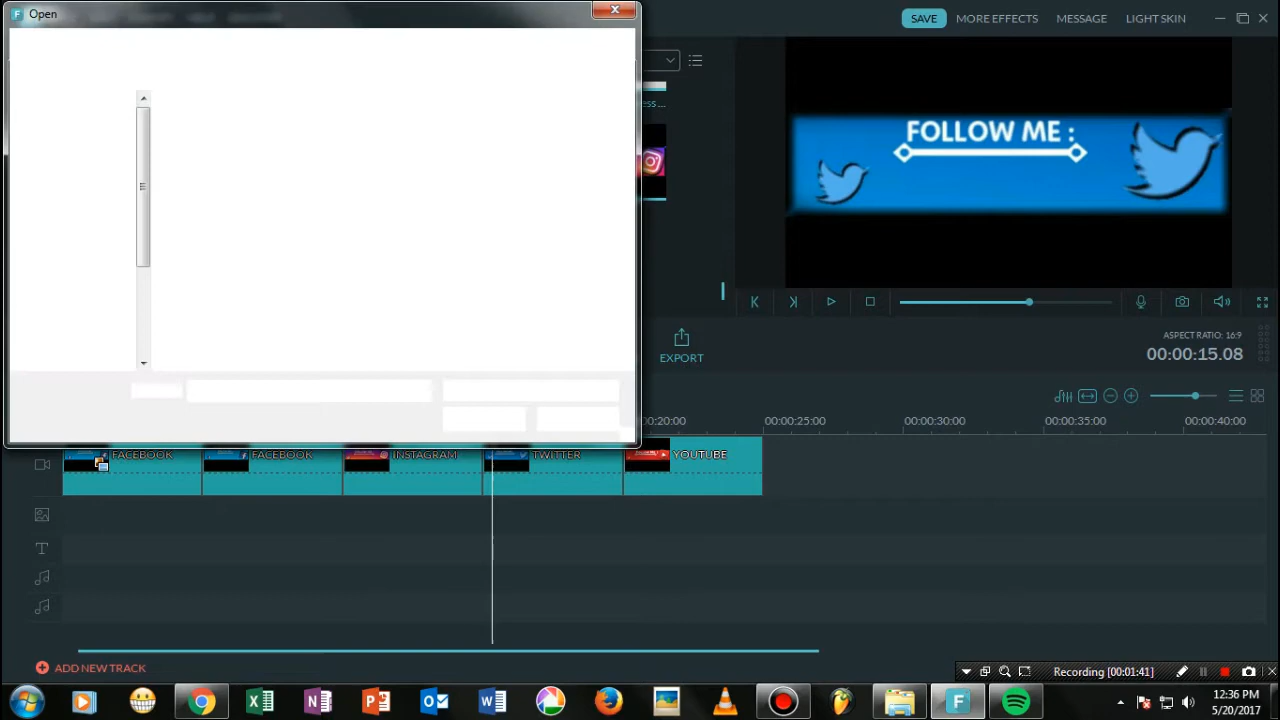 Open
SAVE
MORE EFFECTS
MESSAGE
LIGHT SKIN
ess ...
FOLLOW ME :
EXPORT
ASPECT RATIO: 16:9
00:00:15.08
00:20:00
00:00:25:00
00:00:30:00
00:00:35:00
00:00:40:00
FACEBOOK
FACEBOOK
INSTAGRAM
TWITTER
YOUTUBE
T
ADD NEW TRACK
Recording [00:01:41]
12:36 PM
5/20/2017